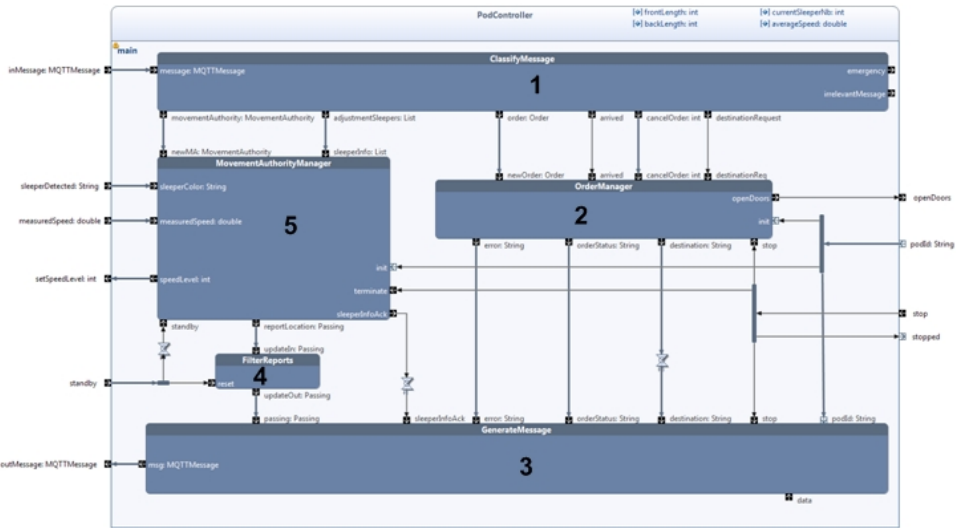 PodController
frontLength: int
currentSleeperNb: int
backLength: int
averageSpeed: double
main
ClassifyMessage
inMessage: MQTTMessage
message: MQTTMessage
emergency
1
irrelevantMessage
movementAuthority: MovementAuthority
adjustmentSleepers: List
order: Order
arrived
cancelOrder: int
destinationRequest
newMA: MovementAuthority
sleeperInfo: List
MovementAuthorityManager
newOrder: Order
arrived
cancelOrder: int
destinationReq
OrderManager
sleeperDetected: String
sleeperColor: String
openDoors
openDoors
2
measuredSpeed: double
measuredSpeed: double
5
init
error: String
orderStatus: String
destination: String
stop
podId: String
init
setSpeedLevel: int
speedLevel: int
terminate
sleeperInfoAck
stop
standby
reportLocation: Passing
stopped
updateIn: Passing
FilterReports
4
standby
reset
updateOut: Passing
passing: Passing
sleeperInfoAck
error: String
orderStatus: String
destination: String
stop
podId: String
GenerateMessage
outMessage: MQTTMessage
msg: MQTTMessage
3
data